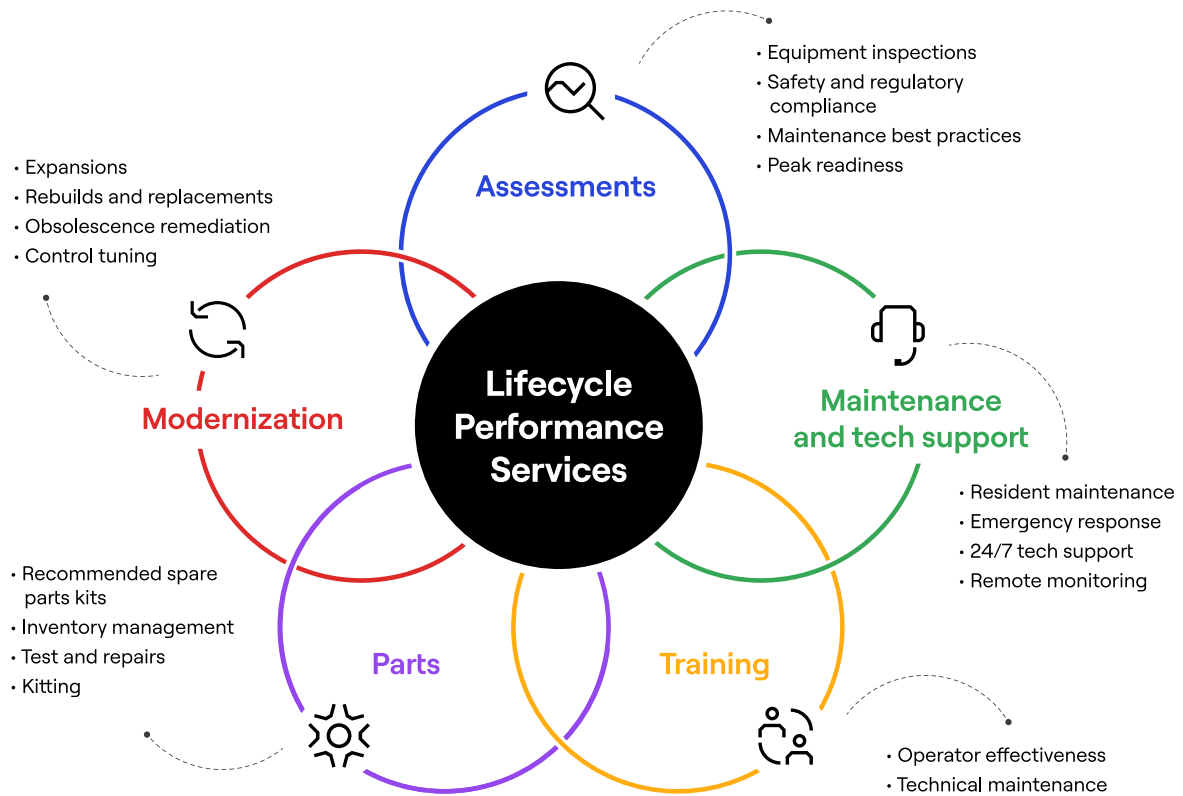 • Equipment inspections
• Safety and regulatory
compliance
• Maintenance best practices
• Peak readiness
Assessments
• Expansions
• Rebuilds and replacements
• Obsolescence remediation
• Control tuning
Modernization
Lifecycle
Performance
Services
Maintenance
and tech support
• Resident maintenance
• Emergency response
• 24/7 tech support
• Remote monitoring
• Recommended spare
parts kits
• Inventory management
• Test and repairs
• Kitting
Parts
Training
• Operator effectiveness
• Technical maintenance